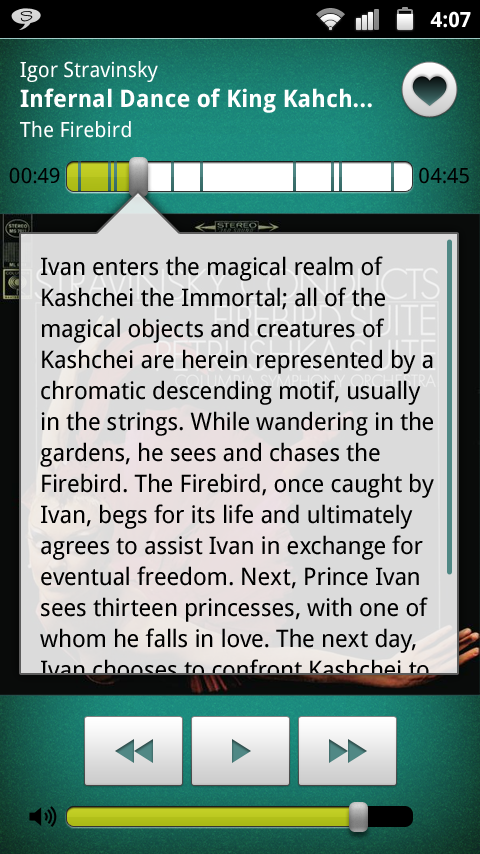 4:07
Igor Stravinsky
Infernal Dance of King Kahch...
The Firebird
00:49
04:45
STEREO
STEREO
Ivan enters the magical realm of
Kashchei the Immortal; all of the
magical objects and creatures of
Kashchei are herein represented by a
chromatic descending motif, usually
in the strings. While wandering in the
gardens, he sees and chases the
Firebird. The Firebird, once caught by
Ivan, begs for its life and ultimately
agrees to assist Ivan in exchange for
eventual freedom. Next, Prince Ivan
sees thirteen princesses, with one of
whom he falls in love. The next day,
Ivan chooses to confront Kashchei to
STRAVINSKY CONDUCTS
FIREBIRD SUITE
PETRUSHKA SUITE
COLUMBIA SYMPHONY ORCHESTRA